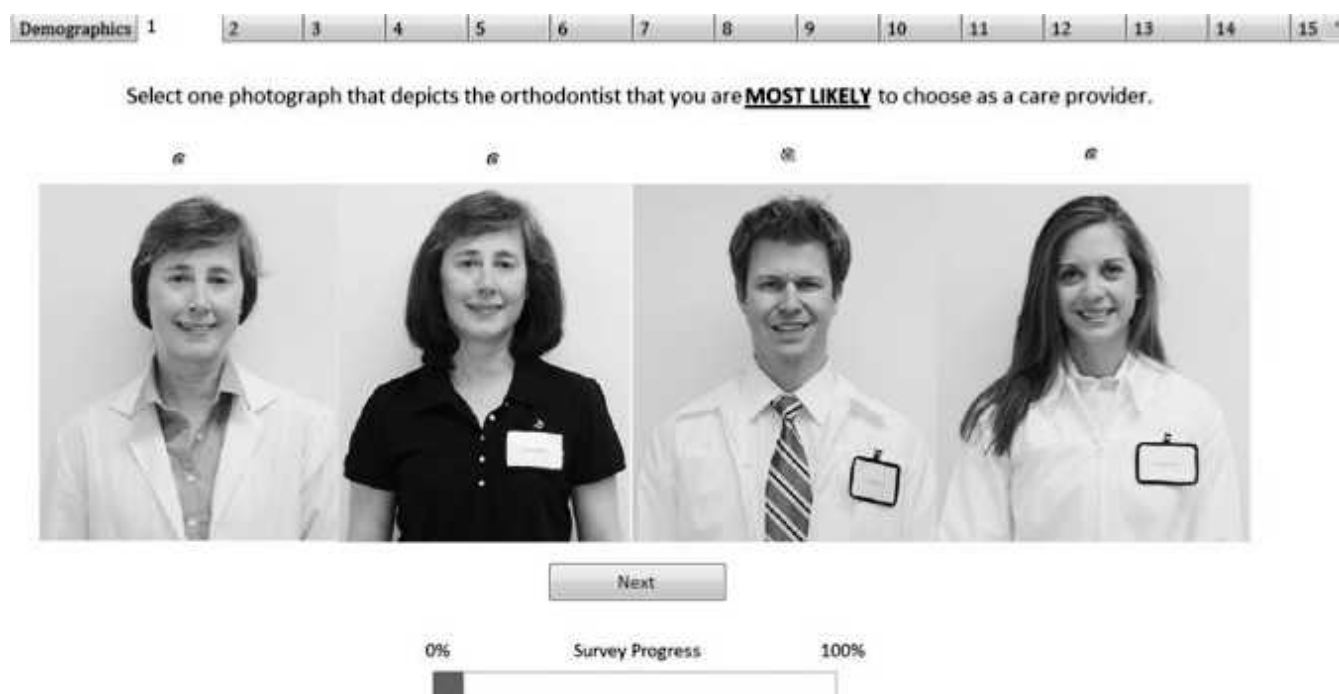 Demographics 1 2 3 4 5 6 7 8 9 10 11 12 13 14 15
Select one photograph that depicts the orthodontist that you are MOST LIKELY to choose as a care provider.
Next
0% Survey Progress 100%